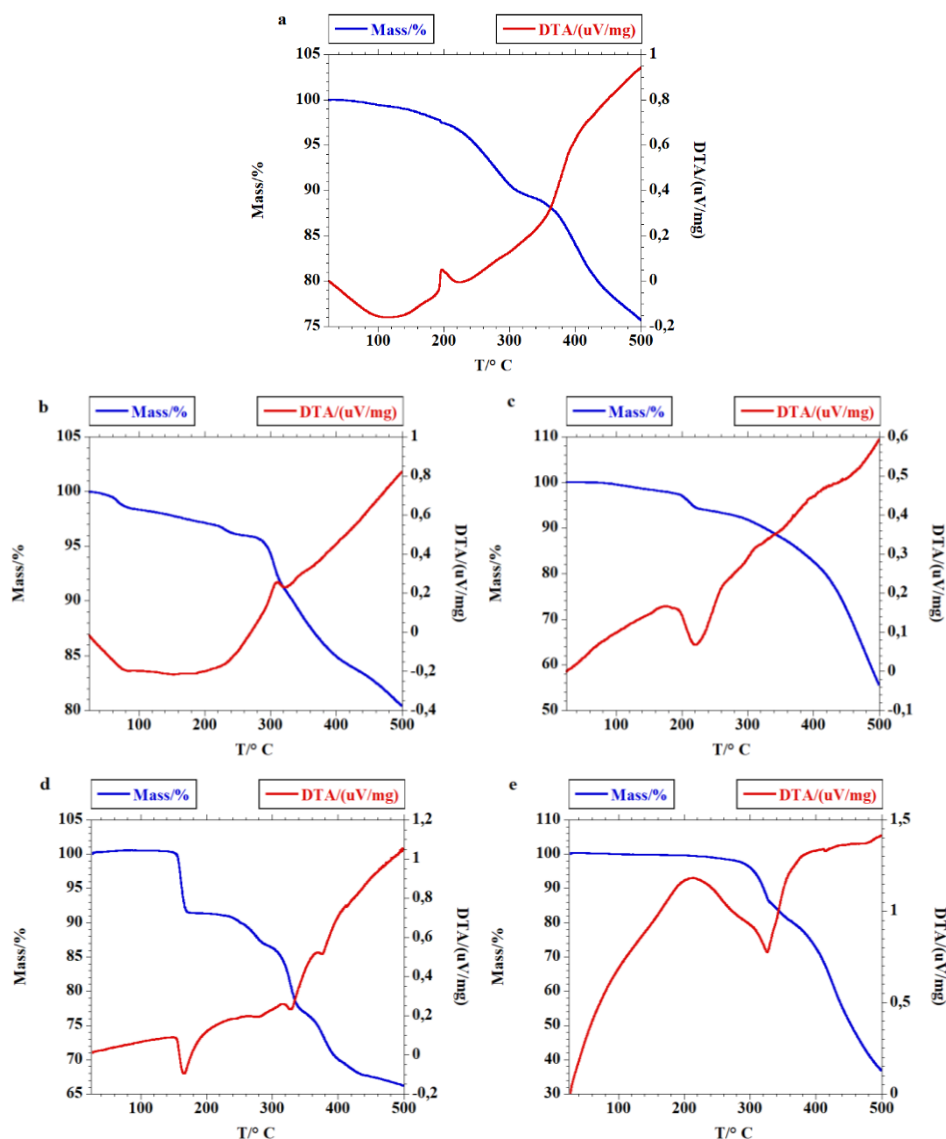 a
Mass/%
DTA/(uV/mg)
105
100
95
90
85
80
75
Mass/%
1
0,8
0,6
0,4
0,2
0
-0,2
DTA/(uV/mg)
100 200 300 400 500
T/° C
b
Mass/%
DTA/(uV/mg)
105
100
95
90
85
80
Mass/%
1
0,8
0,6
0,4
0,2
0
-0,2
-0,4
DTA/(uV/mg)
100 200 300 400 500
T/° C
c
Mass/%
DTA/(uV/mg)
110
100
90
80
70
60
50
Mass/%
0,6
0,5
0,4
0,3
0,2
0,1
0
-0,1
DTA/(uV/mg)
100 200 300 400 500
T/° C
d
Mass/%
DTA/(uV/mg)
105
100
95
90
85
80
75
70
65
Mass/%
1,2
1
0,8
0,6
0,4
0,2
0
-0,2
DTA/(uV/mg)
100 200 300 400 500
T/° C
e
Mass/%
DTA/(uV/mg)
110
100
90
80
70
60
50
40
30
Mass/%
1,5
1
0,5
0
DTA/(uV/mg)
100 200 300 400 500
T/° C